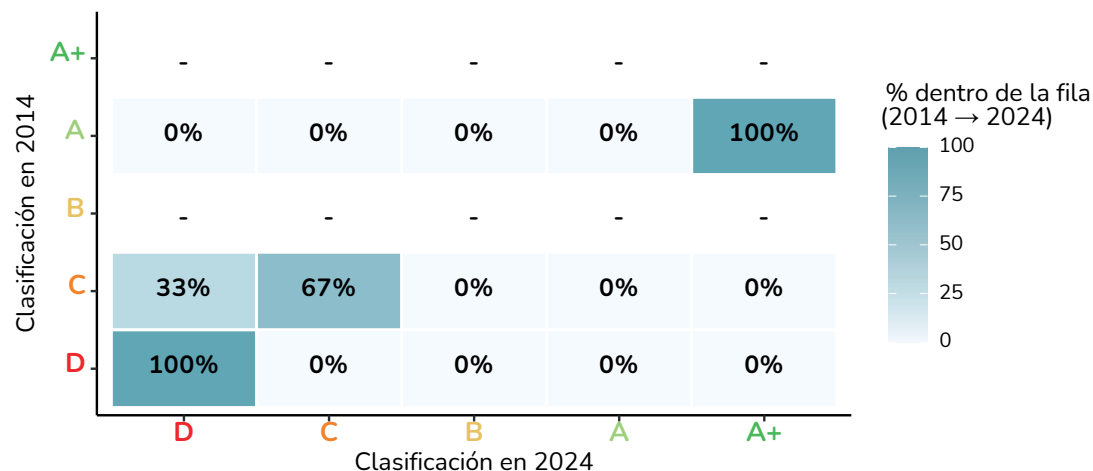 A+ - - - - -
A 0% 0% 0% 0% 100%
B - - - - -
C 33% 67% 0% 0% 0%
D 100% 0% 0% 0% 0%
D C B A A+
Clasificación en 2024
Clasificación en 2014
% dentro de la fila
(2014 → 2024)
100
75
50
25
0